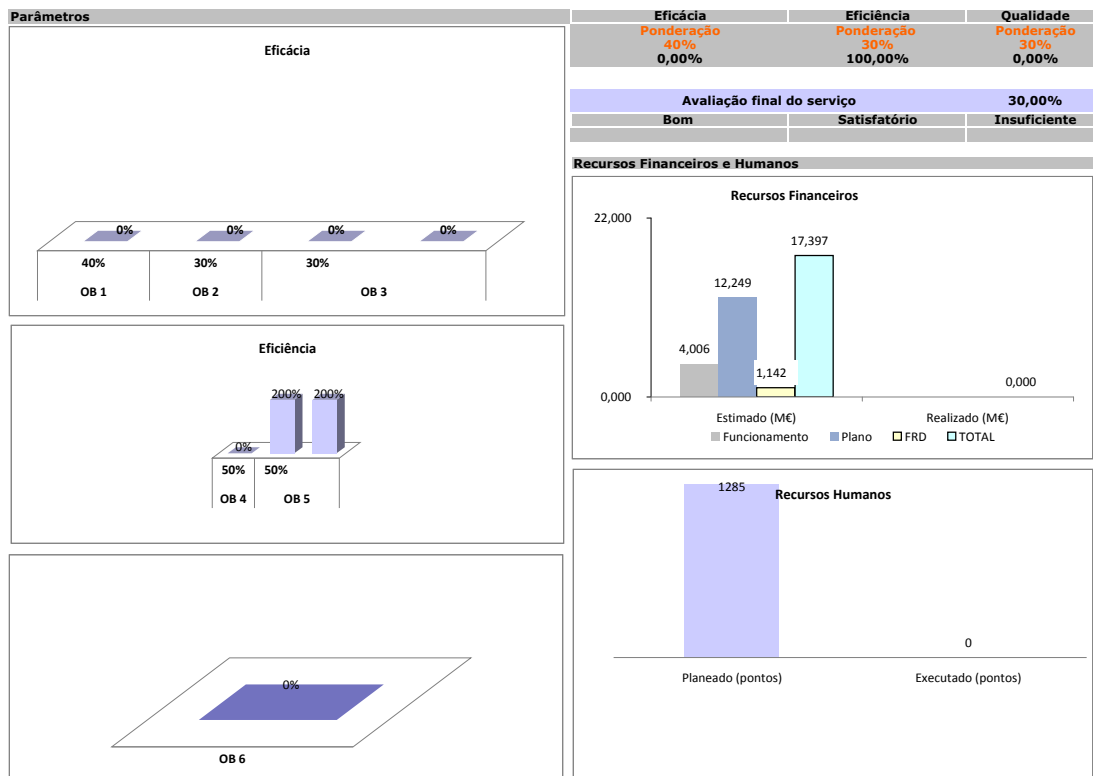 Parâmetros
Eficácia
0% 0% 0% 0%
40% 30% 30%
OB 1 OB 2 OB 3
Eficiência
200% 200%
0%
50% 50%
OB 4 OB 5
0%
OB 6
Eficácia Eficiência Qualidade
Ponderação Ponderação Ponderação
40% 30% 30%
0,00% 100,00% 0,00%
Avaliação final do serviço 30,00%
Bom Satisfatório Insuficiente
Recursos Financeiros e Humanos
Recursos Financeiros
22,000
17,397
12,249
4,006
1,142
0,000
0,000
Estimado (M€) Realizado (M€)
Funcionamento Plano FRD TOTAL
1285
Recursos Humanos
0
Planeado (pontos) Executado (pontos)